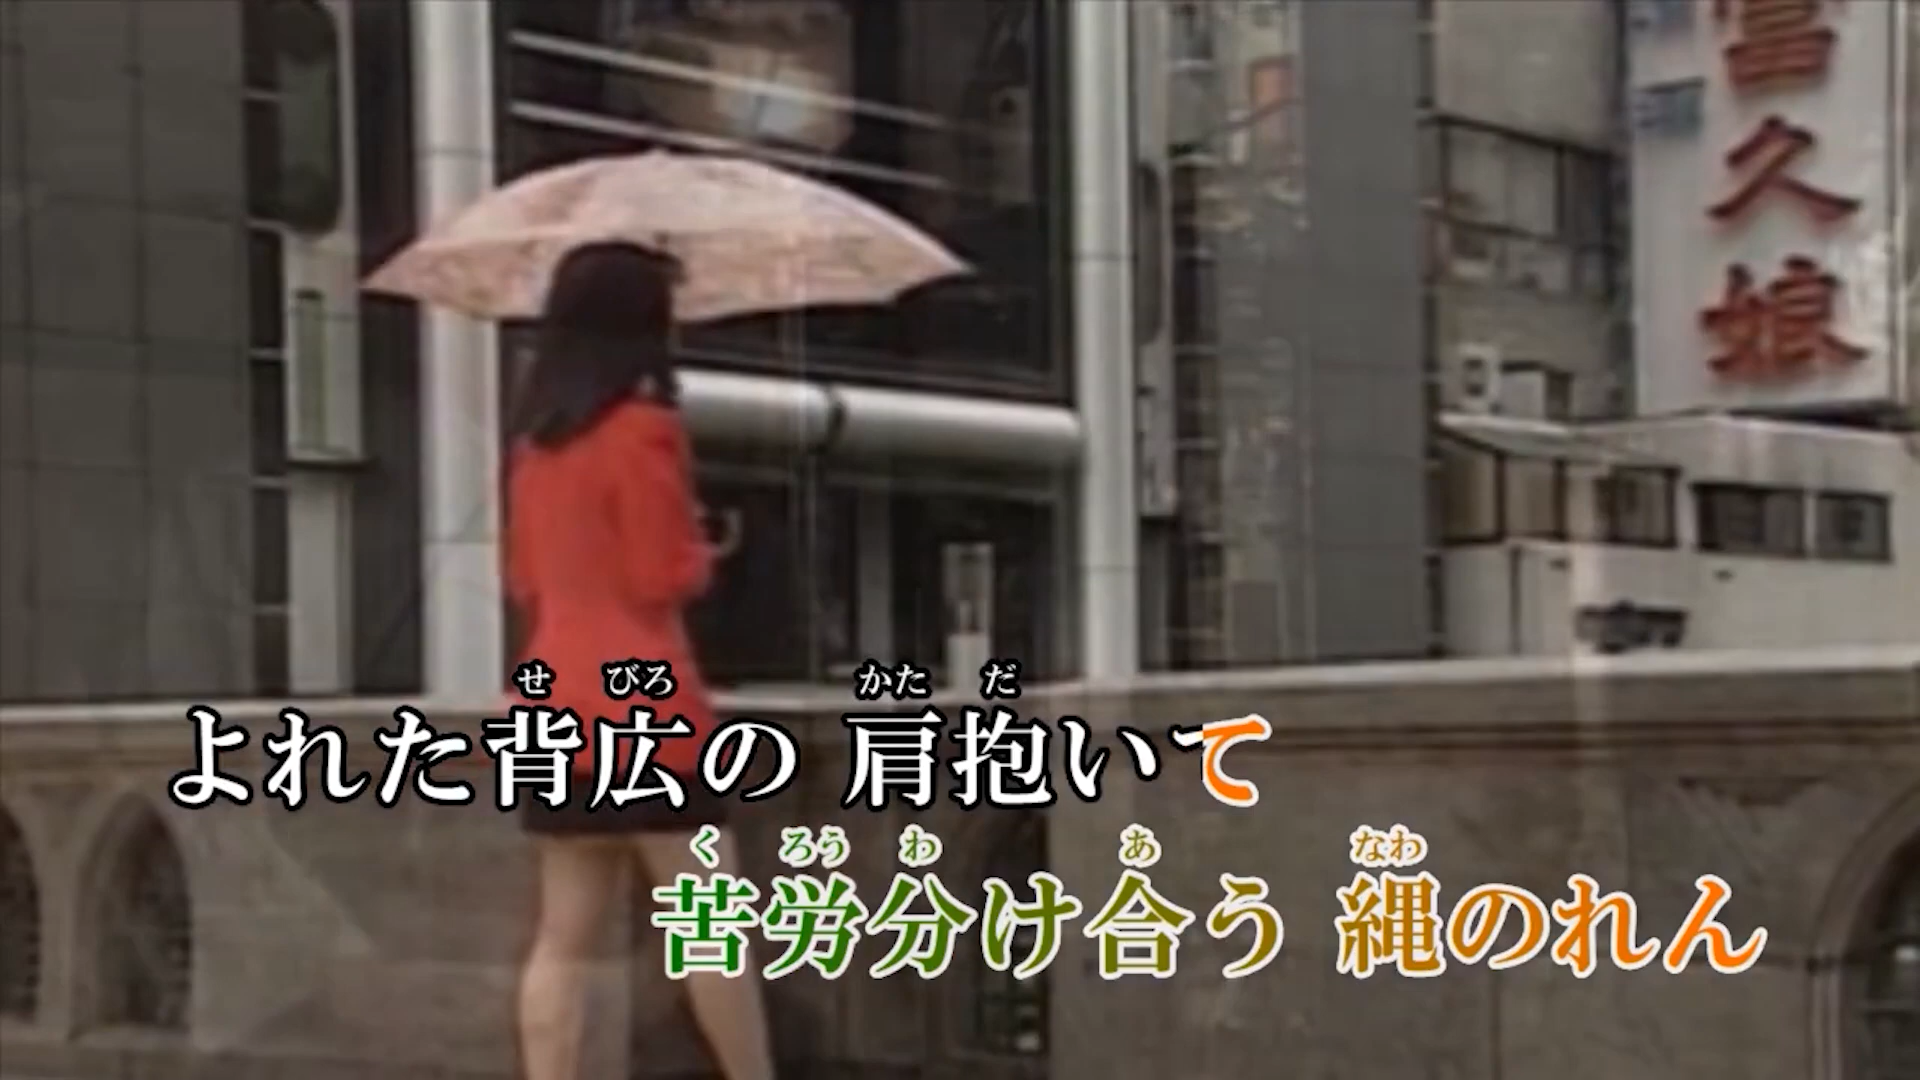 富久娘
せ びろ かた だ
よれた背広の 肩抱いて
く ろう わ あ なわ
苦労分け合う 縄のれん